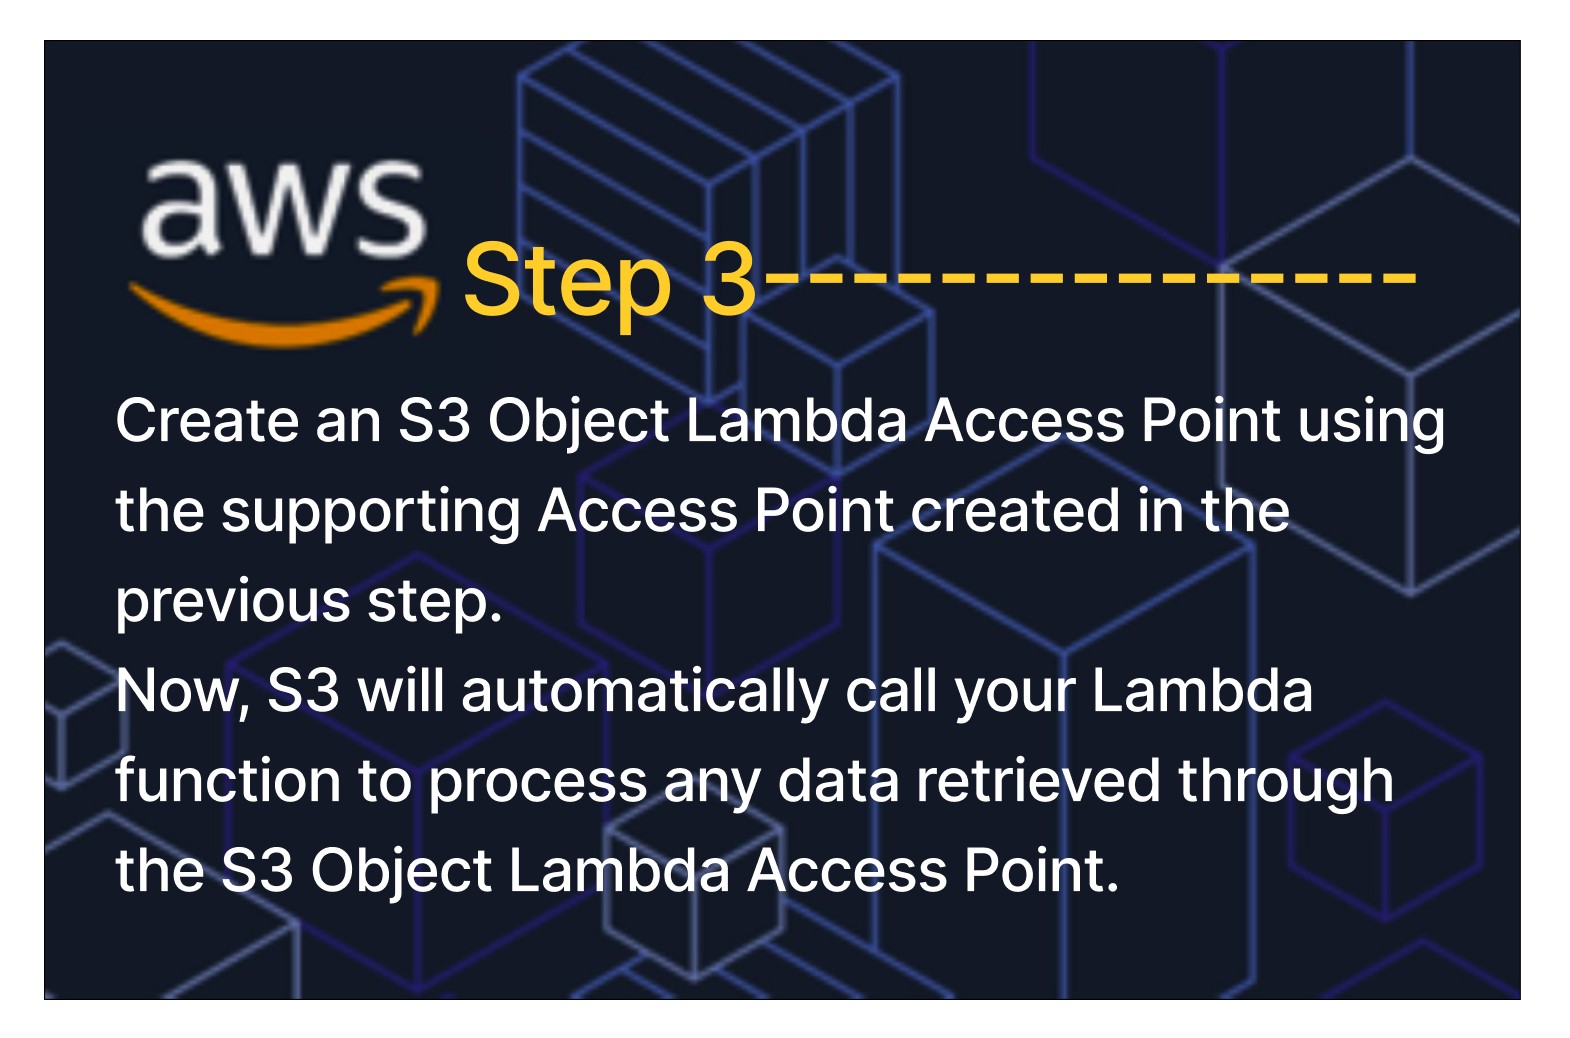 aws
Step 3---------------
Create an S3 Object Lambda Access Point using
the supporting Access Point created in the
previous step.
Now, S3 will automatically call your Lambda
function to process any data retrieved through
the S3 Object Lambda Access Point.